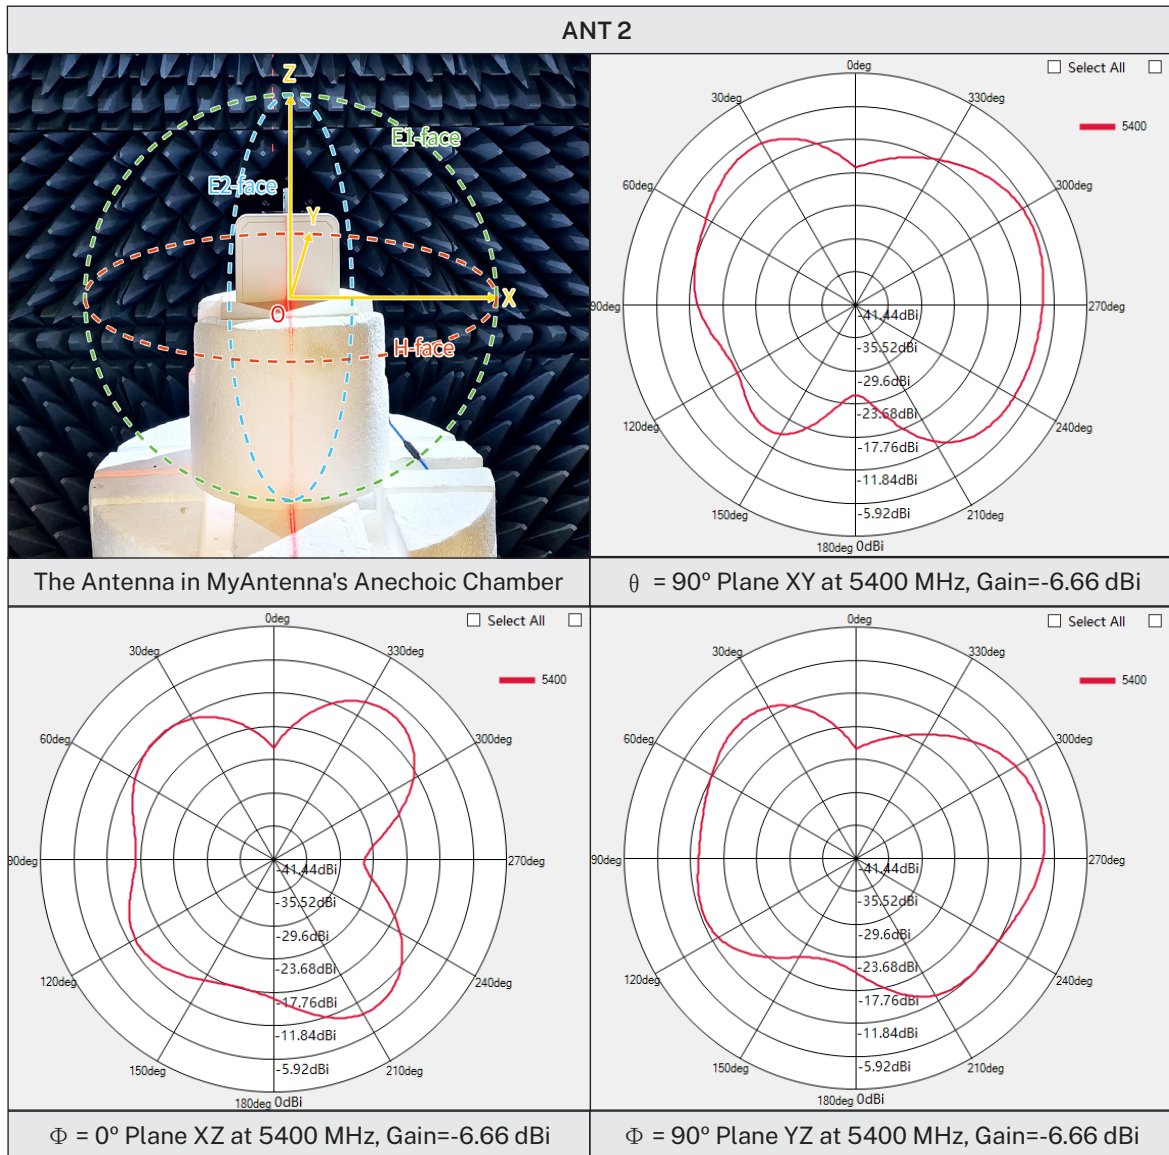 ANT 2
Z
E1-face
E2-face
Y
X
O
H-face
The Antenna in MyAntenna's Anechoic Chamber
0deg
Select All
30deg
330deg
5400
60deg
300deg
90deg
270deg
-41.44dBi
-35.52dBi
-29.6dBi
-23.68dBi
120deg
240deg
-17.76dBi
-11.84dBi
150deg
210deg
-5.92dBi
180deg 0dBi
θ = 90° Plane XY at 5400 MHz, Gain=-6.66 dBi
0deg
Select All
30deg
330deg
5400
60deg
300deg
90deg
270deg
-41.44dBi
-35.52dBi
-29.6dBi
-23.68dBi
120deg
240deg
-17.76dBi
-11.84dBi
150deg
210deg
-5.92dBi
180deg 0dBi
Φ = 0° Plane XZ at 5400 MHz, Gain=-6.66 dBi
0deg
Select All
30deg
330deg
5400
60deg
300deg
90deg
270deg
-41.44dBi
-35.52dBi
-29.6dBi
-23.68dBi
120deg
240deg
-17.76dBi
-11.84dBi
150deg
210deg
-5.92dBi
180deg 0dBi
Φ = 90° Plane YZ at 5400 MHz, Gain=-6.66 dBi